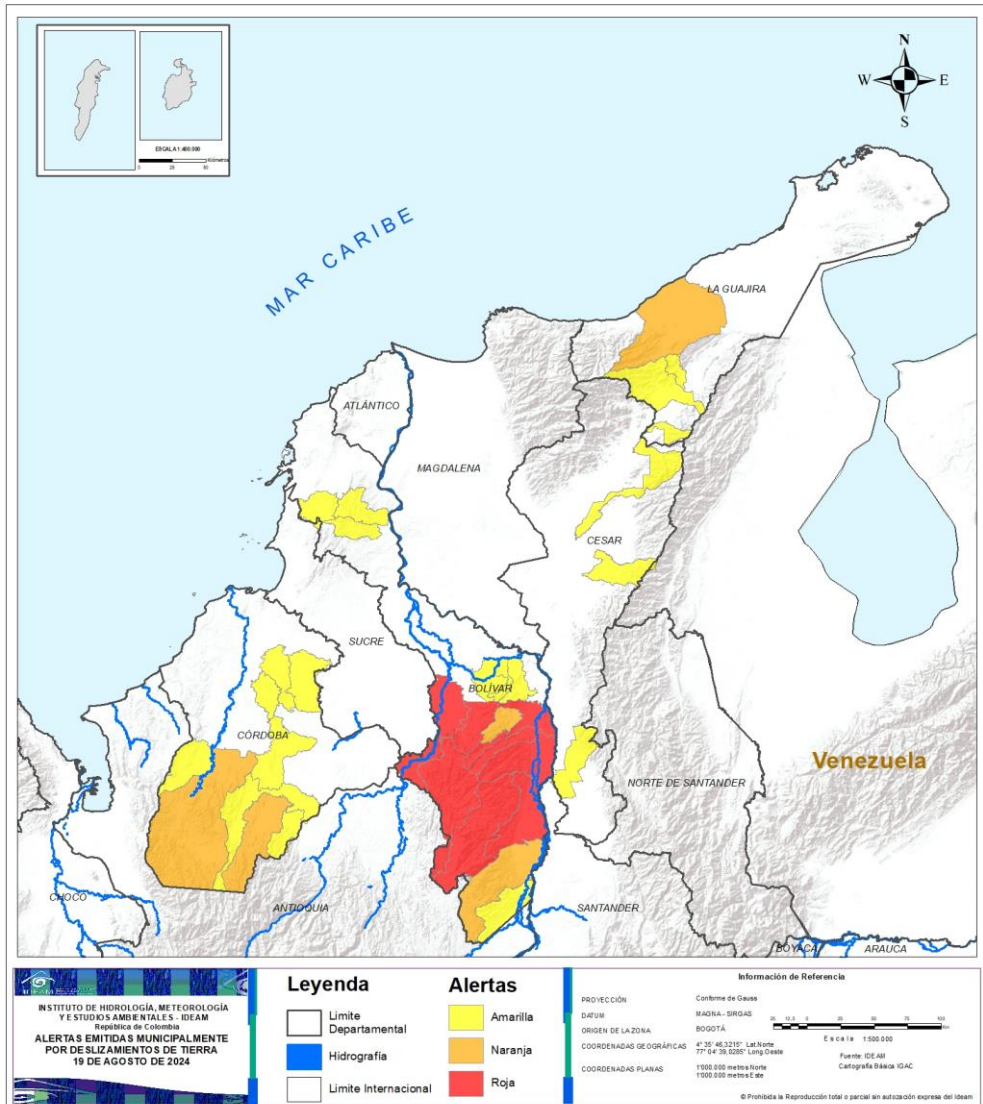 N
W
E
S
ESCALA 1:400.000
Kilómetros
MAR CARIBE
LA GUAJIRA
ATLÁNTICO
MAGDALENA
CESAR
SUCRE
BOLÍVAR
CÓRDOBA
NORTE DE SANTANDER
Venezuela
CHOCO
ANTIOQUIA
SANTANDER
BOYACA
ARAUCA
IDEAM
INSTITUTO DE HIDROLOGÍA, METEOROLOGÍA
Y ESTUDIOS AMBIENTALES - IDEAM
República de Colombia
ALERTAS EMITIDAS MUNICIPALMENTE
POR DESLIZAMIENTOS DE TIERRA
19 DE AGOSTO DE 2024
Leyenda
Limite
Departamental
Hidrografía
Limite Internacional
Alertas
Amarilla
Naranja
Roja
Información de Referencia
PROYECCIÓN Conforme de Gauss
DATUM MAGNA - SIRGAS
ORIGEN DE LA ZONA BOGOTÁ
COORDENADAS GEOGRÁFICAS 4° 35' 46,3215" Lat.Norte
77° 04' 39,0285" Long.Oeste
COORDENADAS PLANAS 1'000.000 metros Norte
1'000.000 metros Este
Escala 1:500.000
Fuente: IDEAM
Cartografía Básica IGAC
© Prohibida la Reproducción total o parcial sin autozación expresa del Ideam